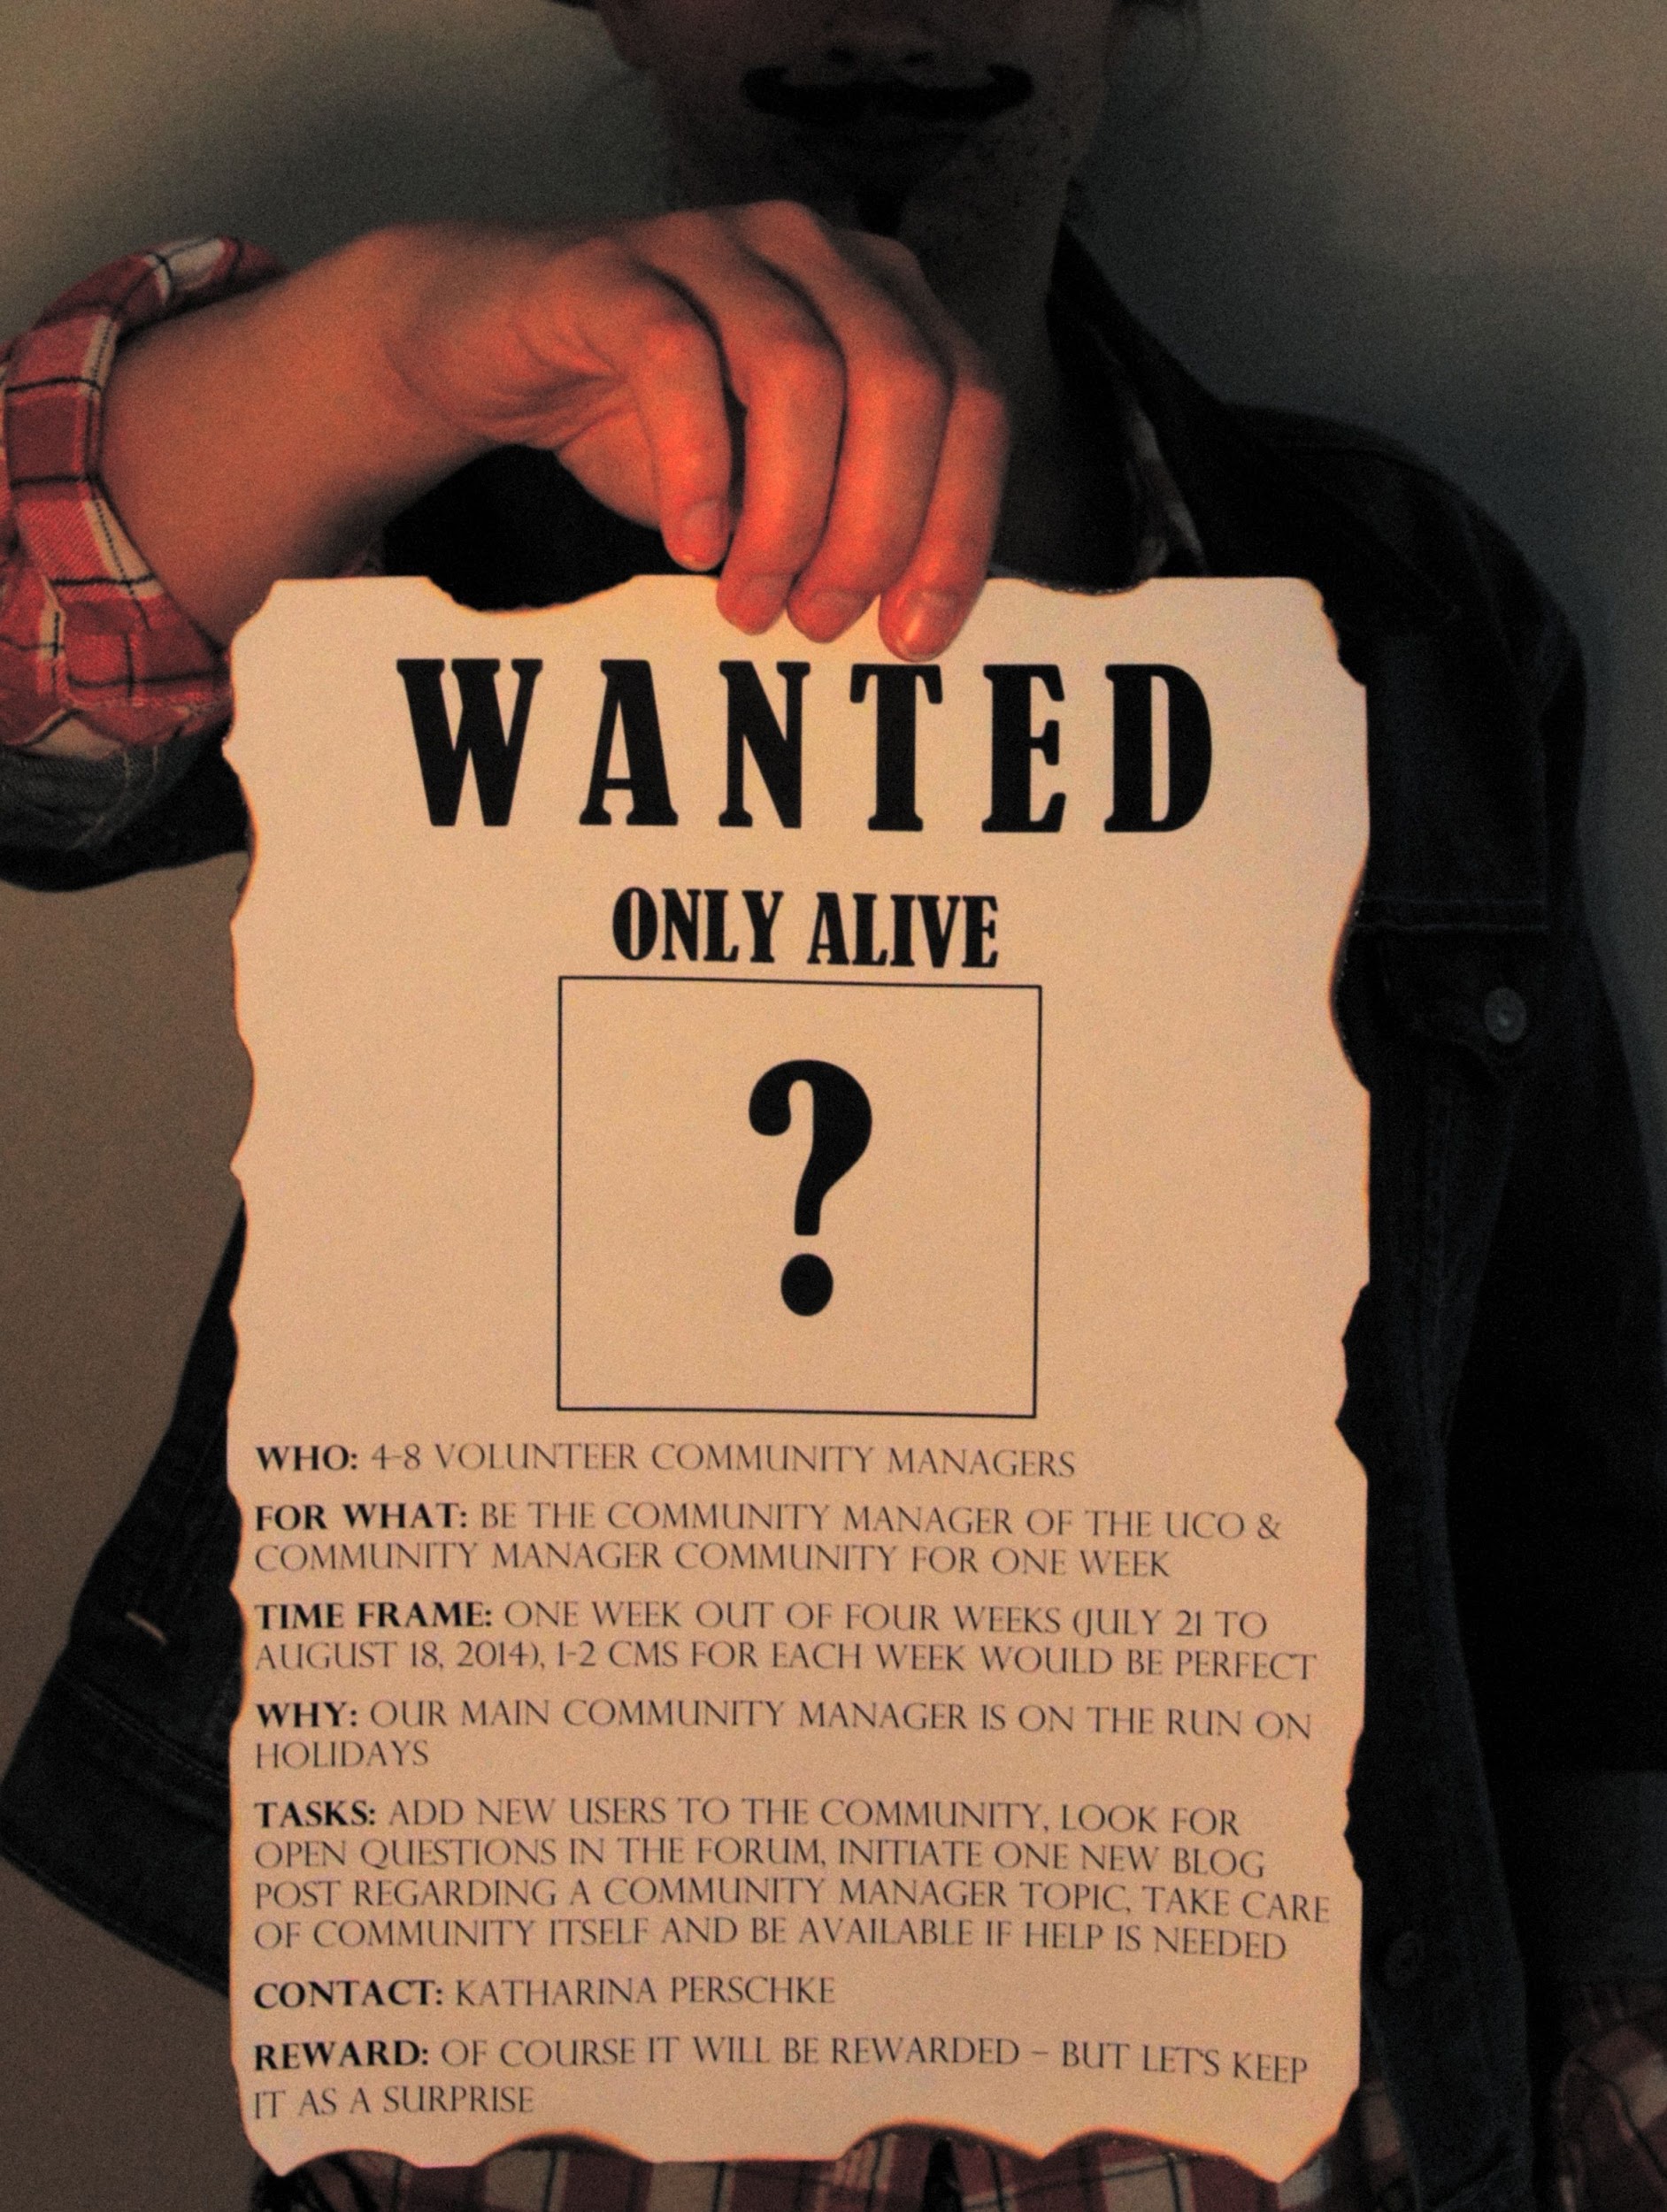 WANTED
ONLY ALIVE
?
WHO: 4-8 VOLUNTEER COMMUNITY MANAGERS
FOR WHAT: BE THE COMMUNITY MANAGER OF THE UCO &
COMMUNITY MANAGER COMMUNITY FOR ONE WEEK
TIME FRAME: ONE WEEK OUT OF FOUR WEEKS (JULY 21 TO
AUGUST 18, 2014), 1-2 CMS FOR EACH WEEK WOULD BE PERFECT
WHY: OUR MAIN COMMUNITY MANAGER IS ON THE RUN ON
HOLIDAYS
TASKS: ADD NEW USERS TO THE COMMUNITY, LOOK FOR
OPEN QUESTIONS IN THE FORUM, INITIATE ONE NEW BLOG
POST REGARDING A COMMUNITY MANAGER TOPIC, TAKE CARE
OF COMMUNITY ITSELF AND BE AVAILABLE IF HELP IS NEEDED
CONTACT: KATHARINA PERSCHKE
REWARD: OF COURSE IT WILL BE REWARDED – BUT LET'S KEEP
IT AS A SURPRISE